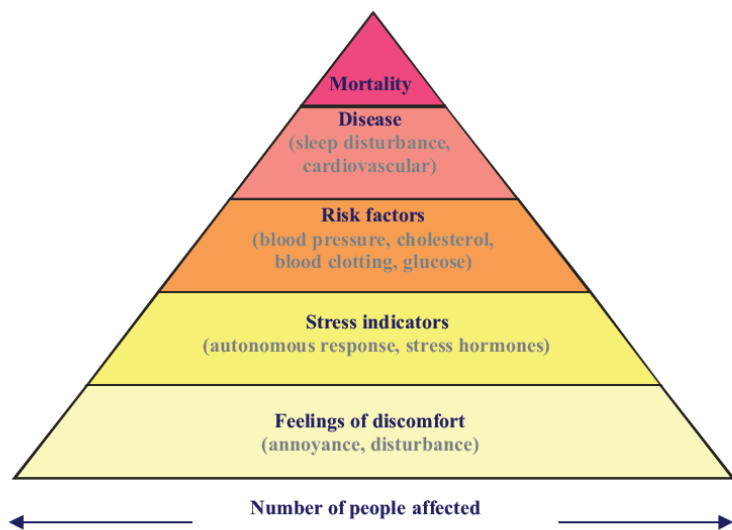 Mortality
Disease
(sleep disturbance,
cardiovascular)
Risk factors
(blood pressure, cholesterol,
blood clotting, glucose)
Stress indicators
(autonomous response, stress hormones)
Feelings of discomfort
(annoyance, disturbance)
Number of people affected